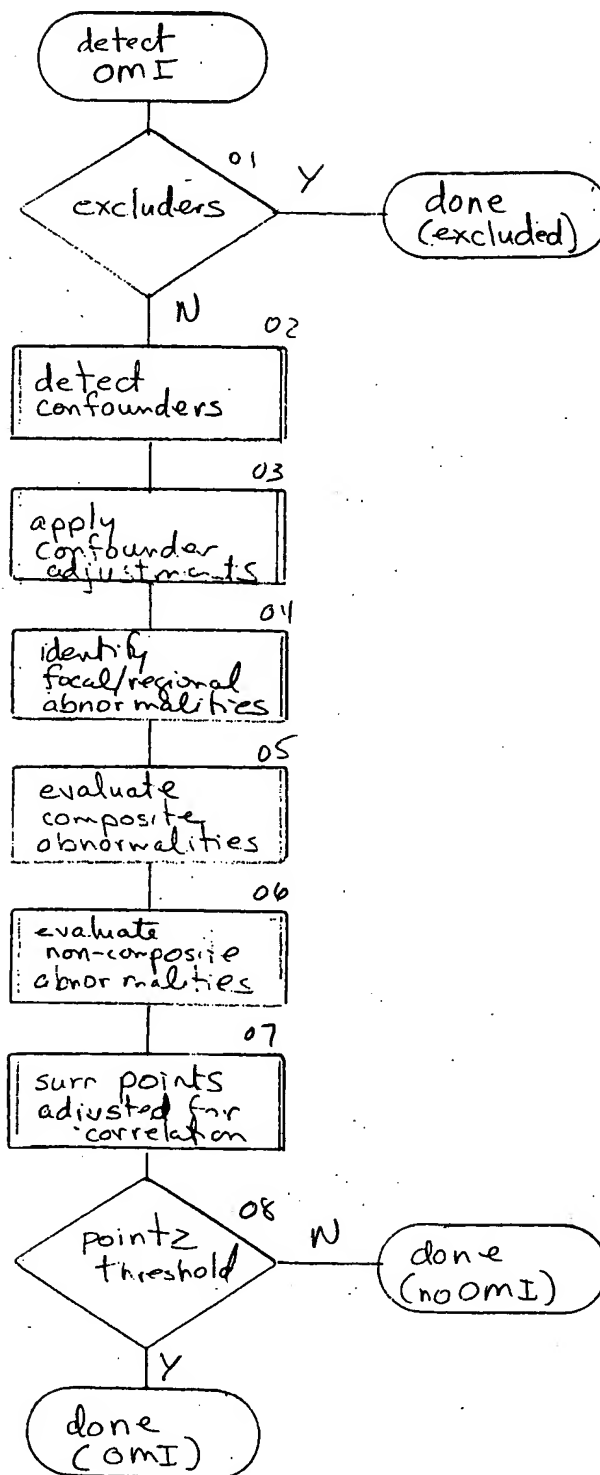 detect
OMI
01
Y
excluders
done
(excluded)
N
02
detect
confounders
03
apply
confounder
adjustments
04
identify
focal/regional
abnormalities
05
evaluate
composite
abnormalities
06
evaluate
non-composite
abnormalities
07
sum points
adjusted for
correlation
08
point≥
threshold
N
done
(no OMI)
Y
done
(OMI)